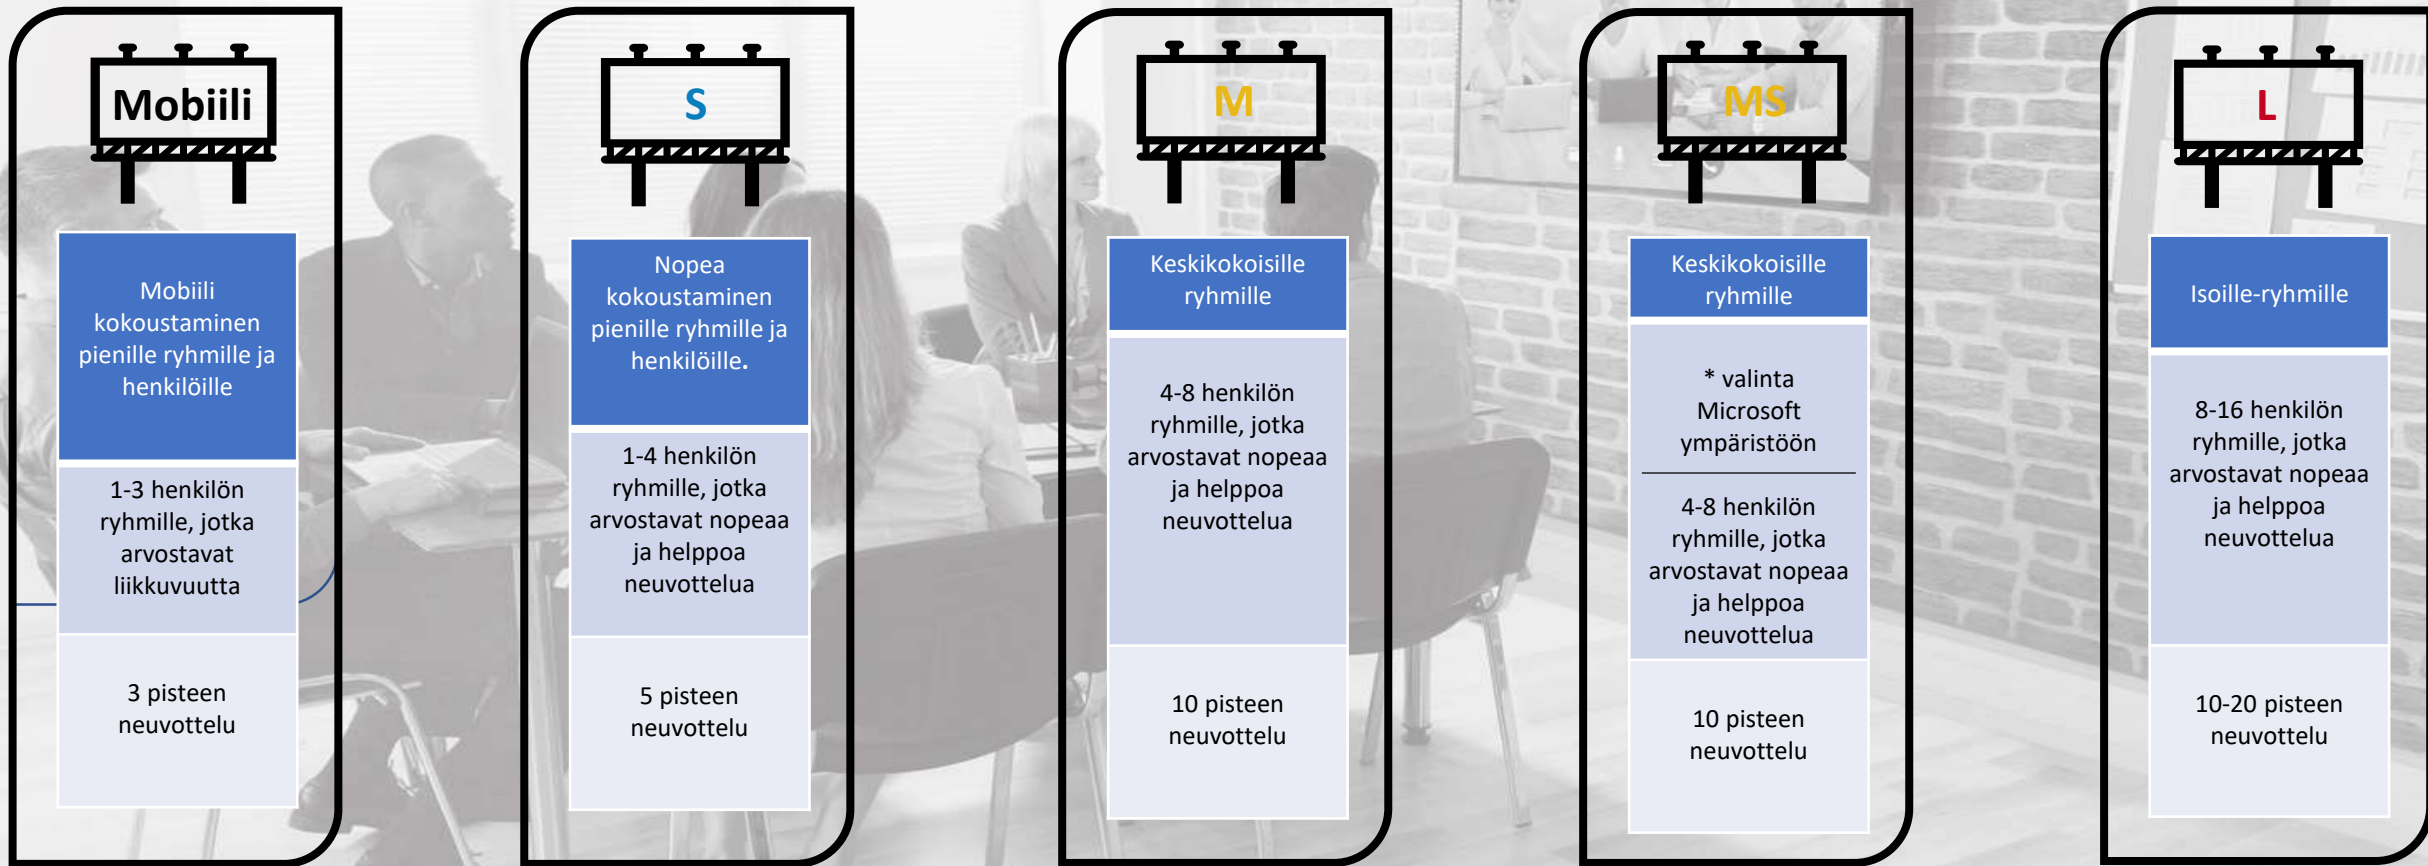 Mobiili
Mobiili
kokoustaminen
pienille ryhmille ja
henkilöille
1-3 henkilön
ryhmille, jotka
arvostavat
liikkuvuutta
3 pisteen
neuvottelu
S
Nopea
kokoustaminen
pienille ryhmille ja
henkilöille.
1-4 henkilön
ryhmille, jotka
arvostavat nopeaa
ja helppoa
neuvottelua
5 pisteen
neuvottelu
M
Keskikokoisille
ryhmille
4-8 henkilön
ryhmille, jotka
arvostavat nopeaa
ja helppoa
neuvottelua
10 pisteen
neuvottelu
MS
Keskikokoisille
ryhmille
* valinta
Microsoft
ympäristöön
4-8 henkilön
ryhmille, jotka
arvostavat nopeaa
ja helppoa
neuvottelua
10 pisteen
neuvottelu
L
Isoille-ryhmille
8-16 henkilön
ryhmille, jotka
arvostavat nopeaa
ja helppoa
neuvottelua
10-20 pisteen
neuvottelu